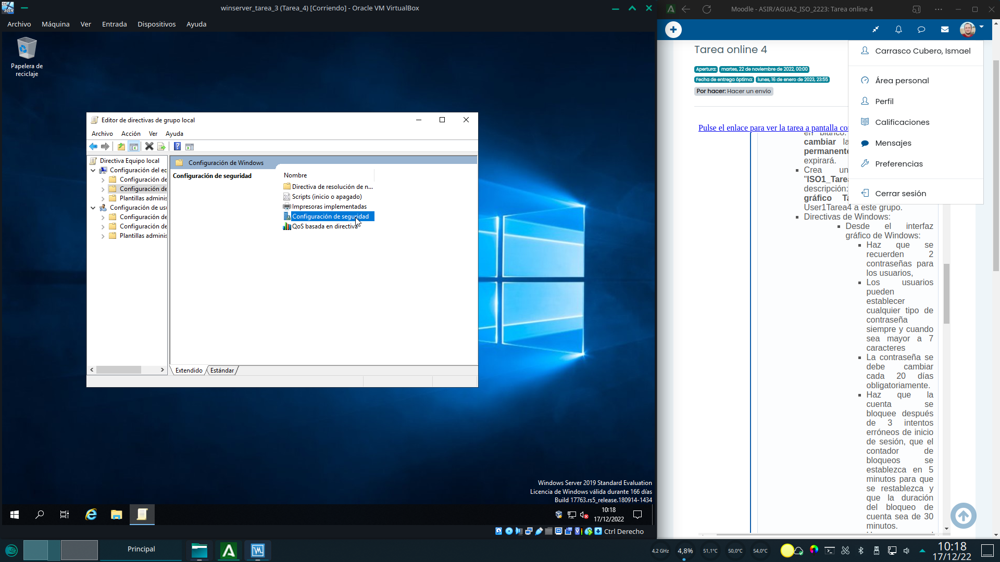 winserver_tarea_3 (Tarea_4) [Corriendo] - Oracle VM VirtualBox
Archivo Máquina Ver Entrada Dispositivos Ayuda
Papelera de
reciclaje
Editor de directivas de grupo local
Archivo Acción Ver Ayuda
Directiva Equipo local
Configuración del ec
Configuración de
Configuración de
Plantillas adminis
Configuración de usu
Configuración de
Configuración de
Plantillas adminis
Configuración de Windows
Configuración de seguridad
Nombre
Directiva de resolución de n...
Scripts (inicio o apagado)
Impresoras implementadas
Configuración de seguridad
QoS basada en directiva
Extendido Estándar
Windows Server 2019 Standard Evaluation
Licencia de Windows válida durante 166 días
Build 17763.rs5_release.180914-1434
10:18
17/12/2022
Ctrl Derecho
Moodle - ASIR/AGUA2_ISO_2223: Tarea online 4
Tarea online 4
Apertura: martes, 22 de noviembre de 2022, 00:00
Fecha de entrega óptima: lunes, 16 de enero de 2023, 23:55
Por hacer: Hacer un envío
Carrasco Cubero, Ismael
Área personal
Perfil
Calificaciones
Mensajes
Preferencias
Cerrar sesión
Pulse el enlace para ver la tarea a pantalla co
en blanco.
cambiar la
permanente
expirará.
Crea un
"ISO1_Tarea
descripción:
gráfico Ta
User1Tarea4 a este grupo.
Directivas de Windows:
Desde el interfaz
gráfico de Windows:
Haz que se
recuerden 2
contraseñas para
los usuarios,
Los usuarios
pueden
establecer
cualquier tipo de
contraseña
siempre y cuando
sea mayor a 7
caracteres
La contraseña se
debe cambiar
cada 20 días
obligatoriamente.
Haz que la
cuenta se
bloquee después
de 3 intentos
erróneos de inicio
de sesión, que el
contador de
bloqueos se
establezca en 5
minutos para que
se restablezca y
que la duración
del bloqueo de
cuenta sea de 30
minutos.
Principal
4,2 GHz 4,8% 51,1°C 50,0°C 54,0°C
10:18
17/12/22